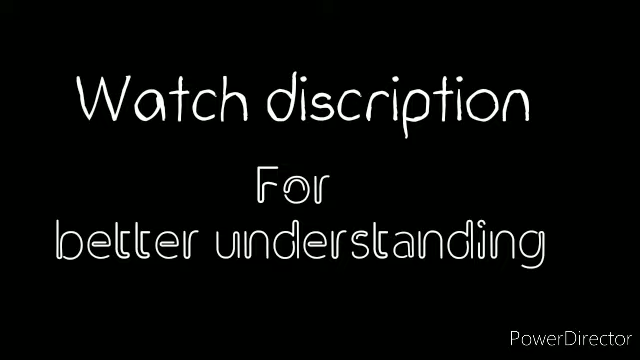 Watch discription
For
better understanding
PowerDirector